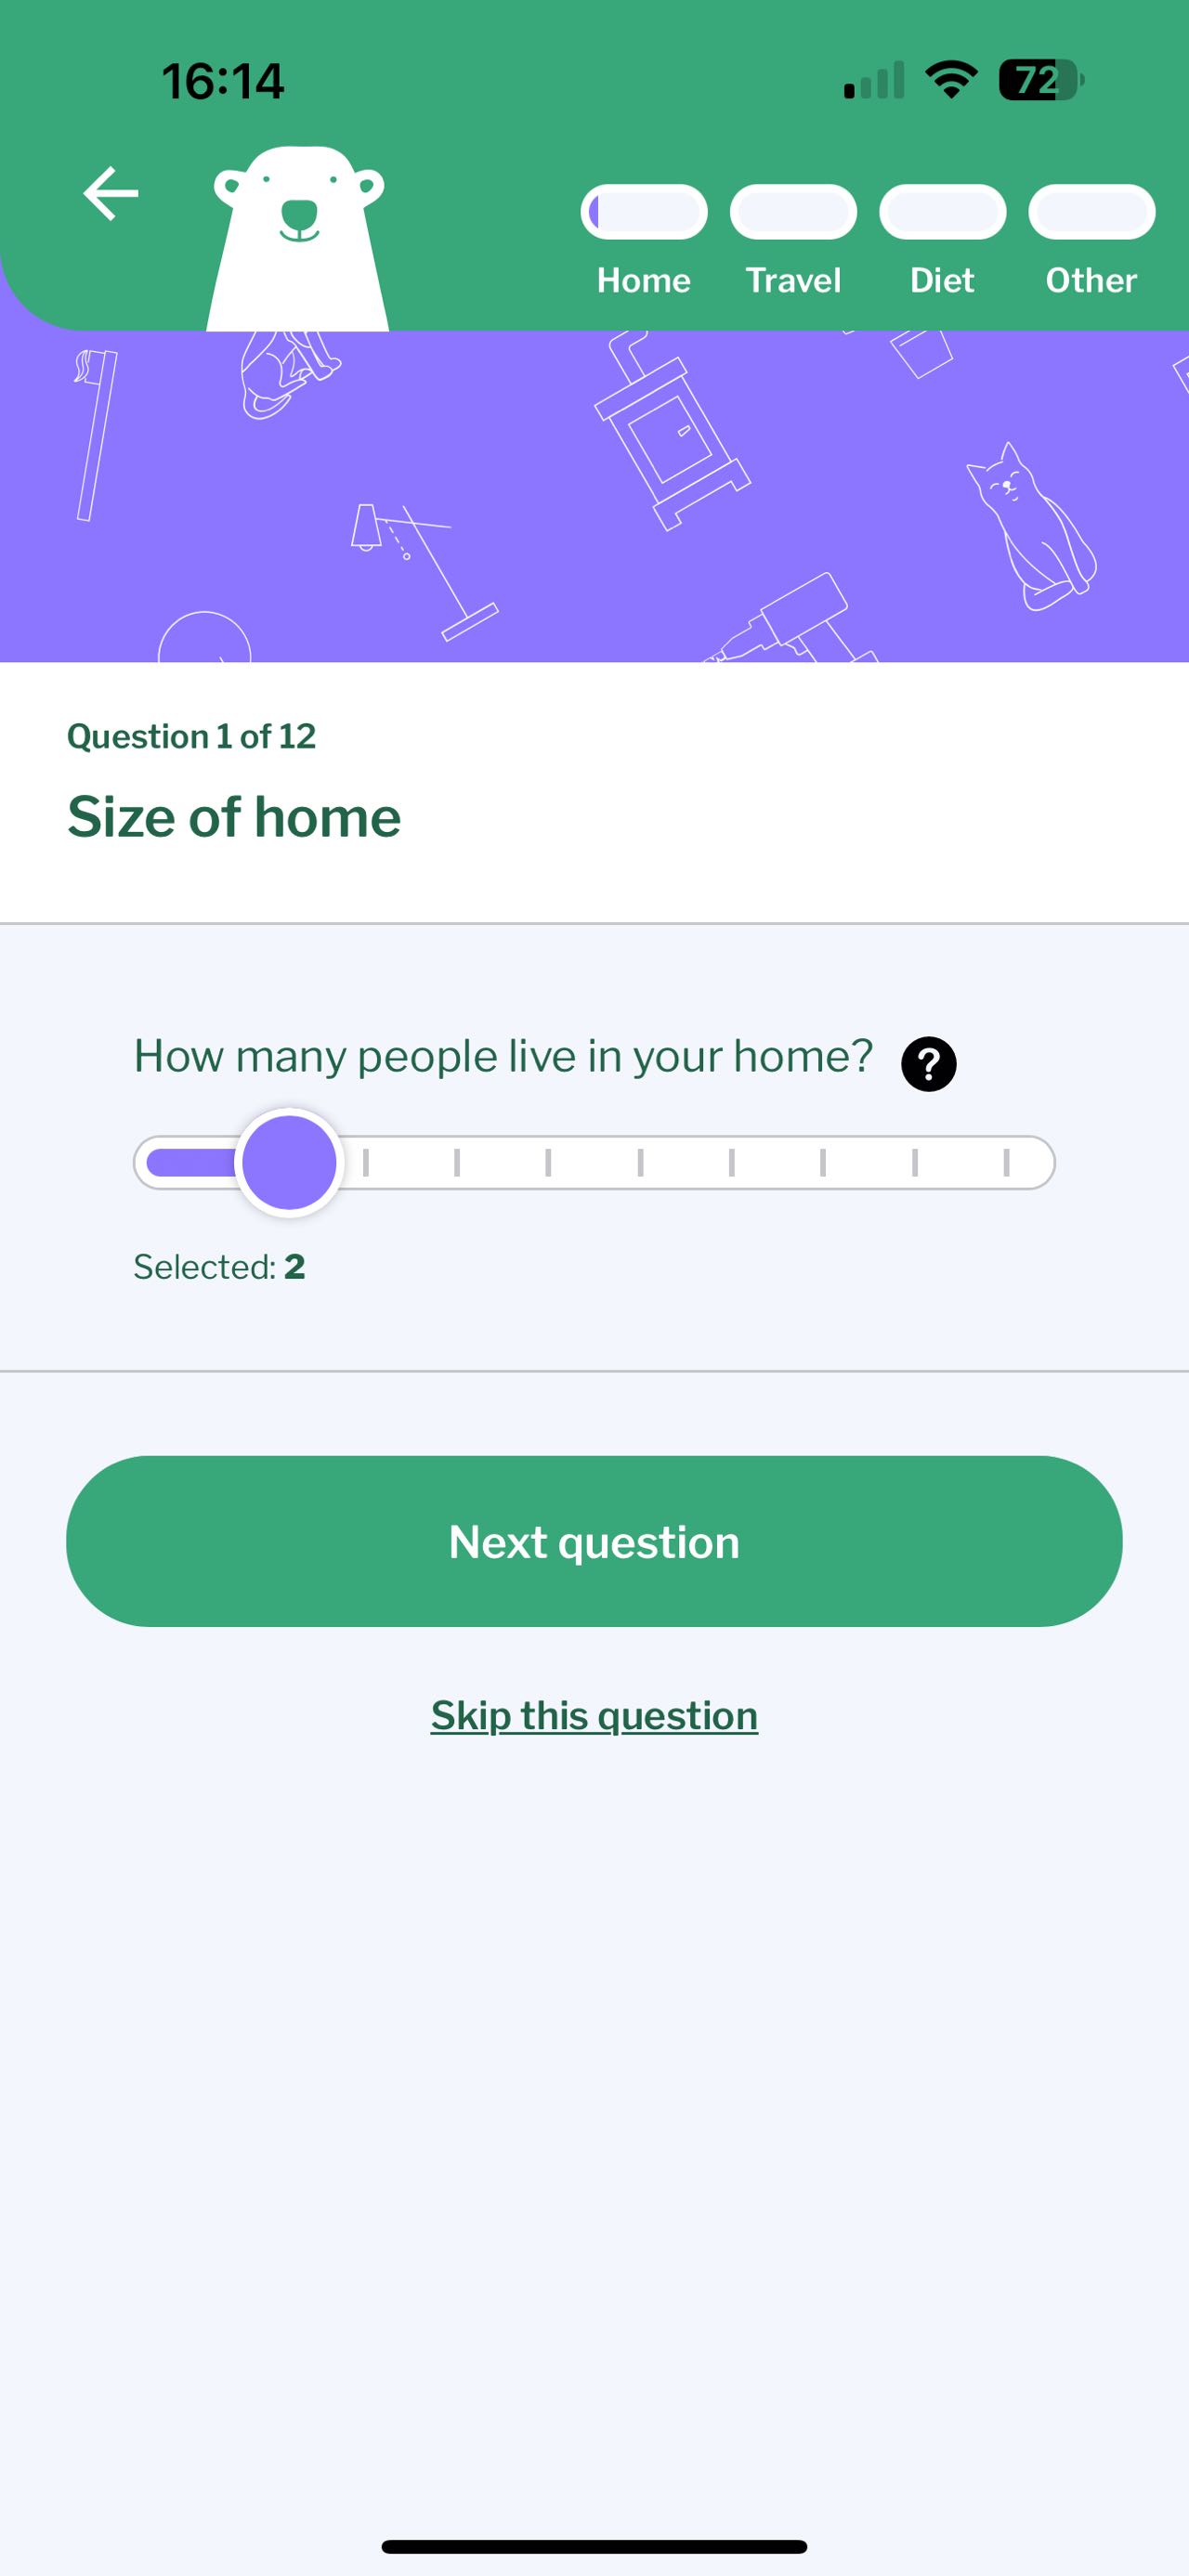 16:14
72
Home Travel Diet Other
Question 1 of 12
Size of home
How many people live in your home? ?
Selected: 2
Next question
Skip this question